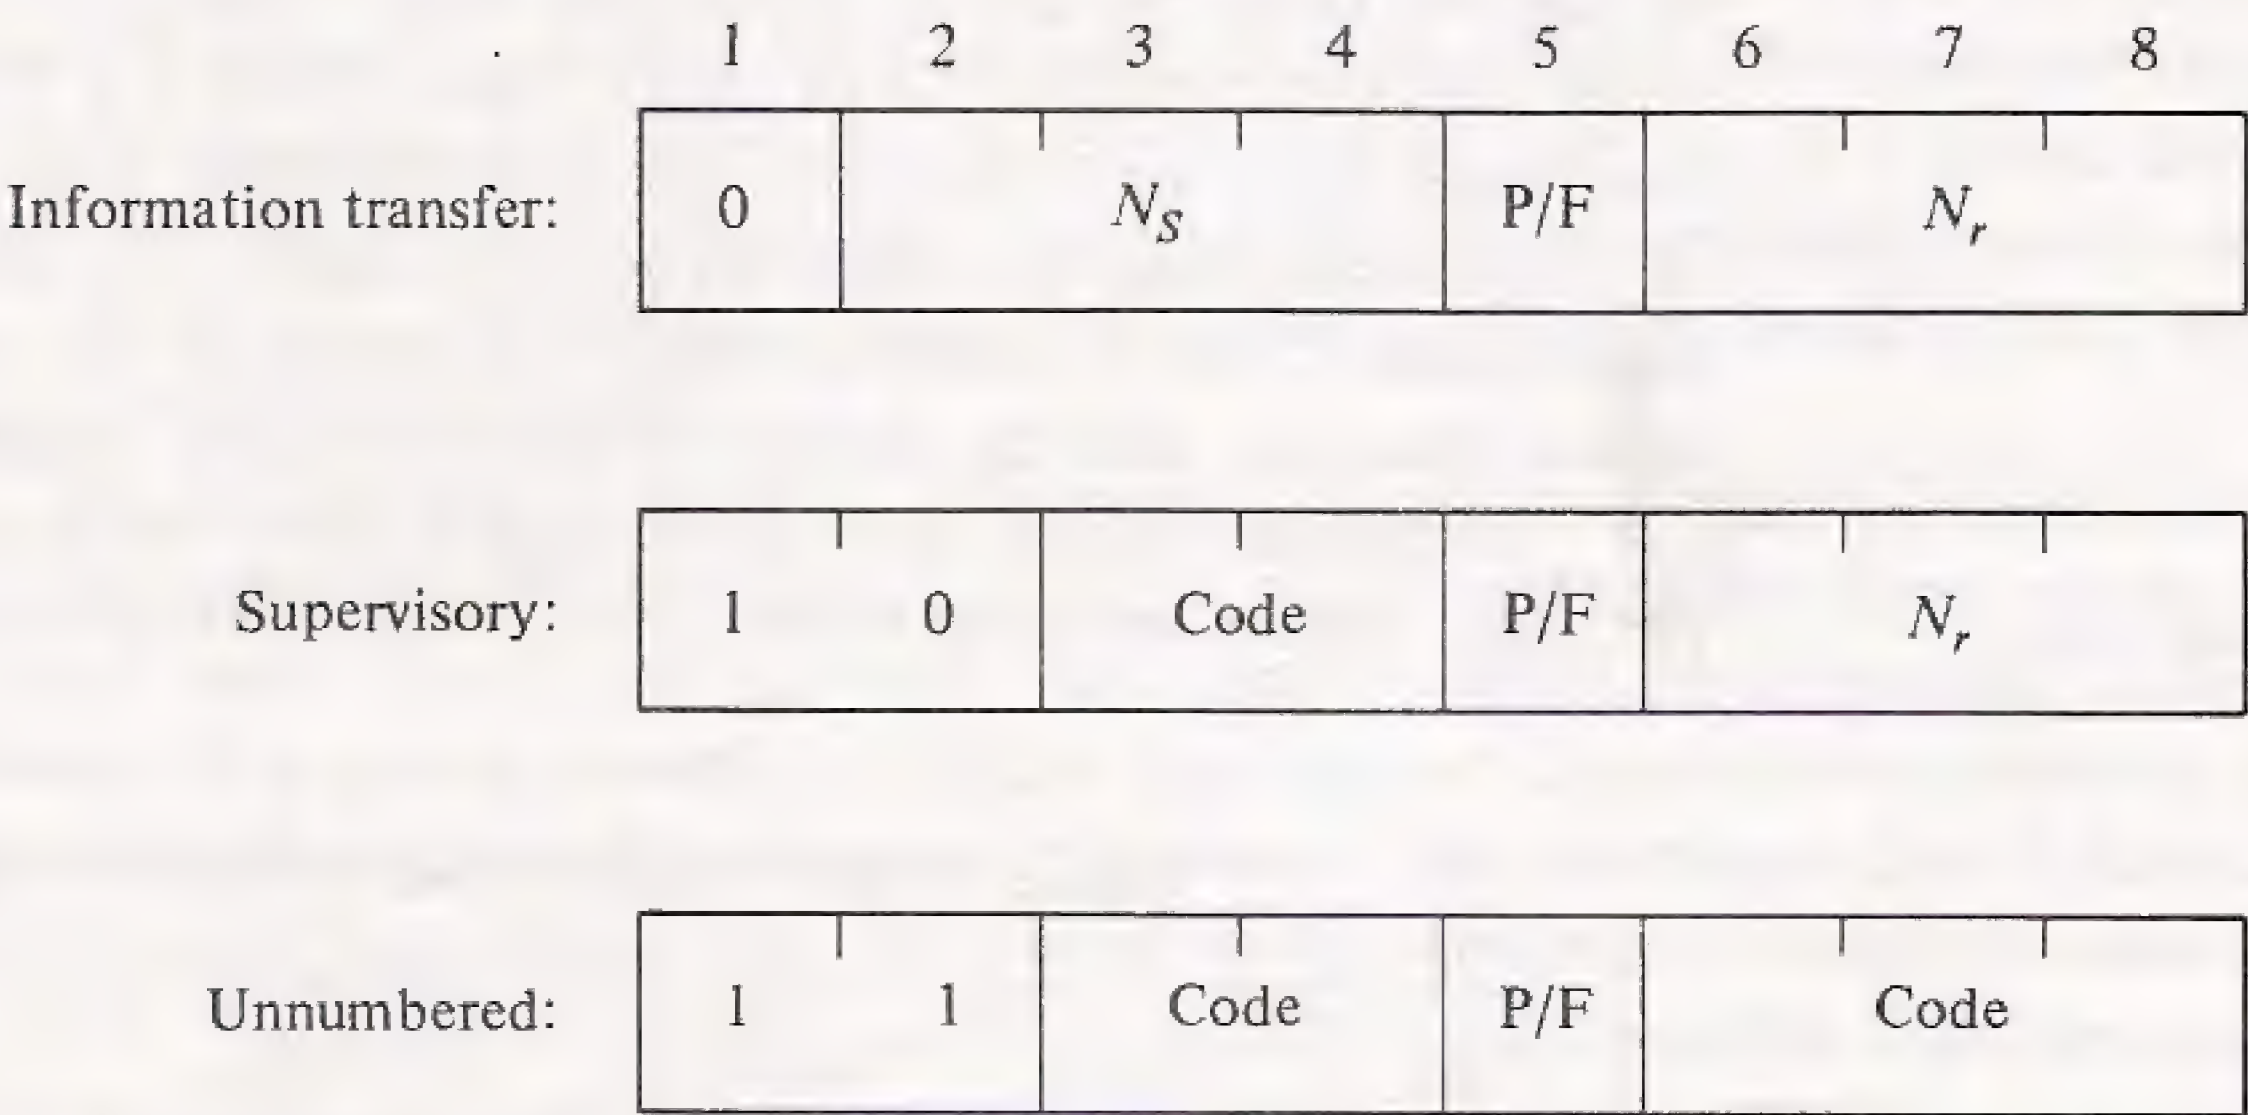 1 2 3 4 5 6 7 8
Information transfer: 0 N_S P/F N_r
Supervisory: 1 0 Code P/F N_r
Unnumbered: 1 1 Code P/F Code